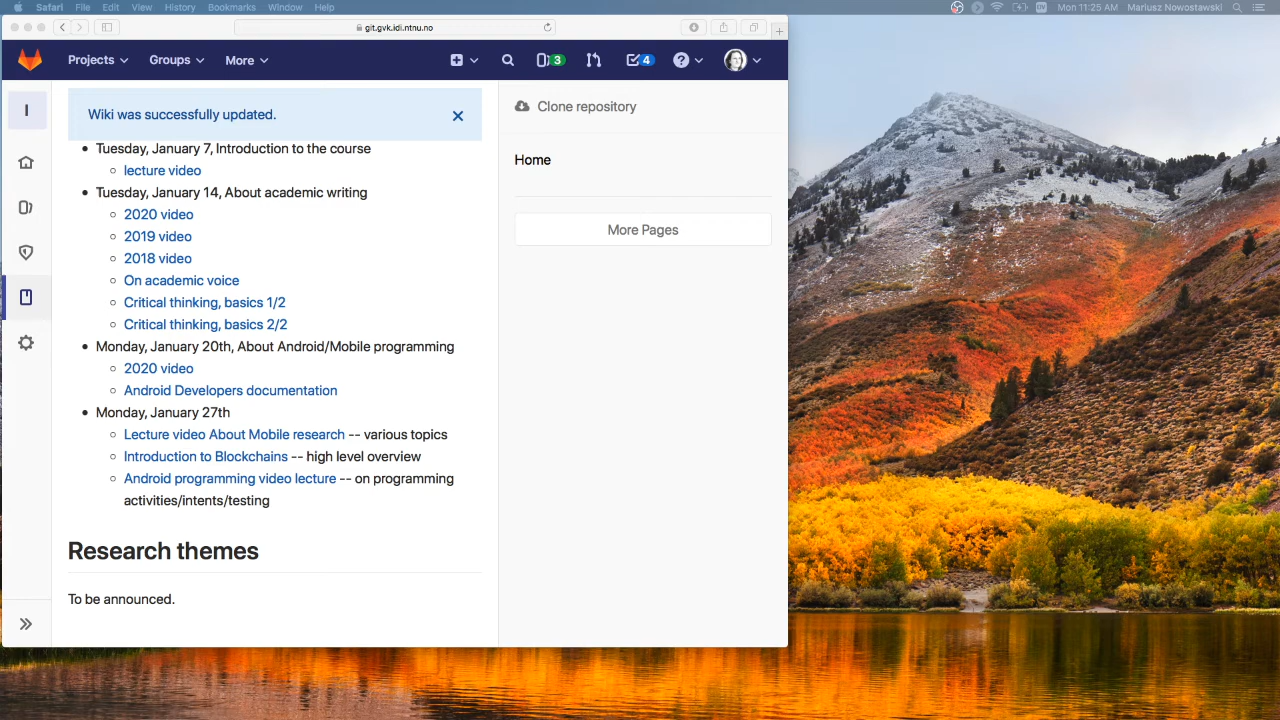 Safari File Edit View History Bookmarks Window Help Mon 11:25 AM Mariusz Nowostawski
git.gvk.idi.ntnu.no
Projects Groups More 3 4
I
Wiki was successfully updated.
Clone repository
Home
More Pages
Tuesday, January 7, Introduction to the course
lecture video
Tuesday, January 14, About academic writing
2020 video
2019 video
2018 video
On academic voice
Critical thinking, basics 1/2
Critical thinking, basics 2/2
Monday, January 20th, About Android/Mobile programming
2020 video
Android Developers documentation
Monday, January 27th
Lecture video About Mobile research -- various topics
Introduction to Blockchains -- high level overview
Android programming video lecture -- on programming
activities/intents/testing
Research themes
To be announced.